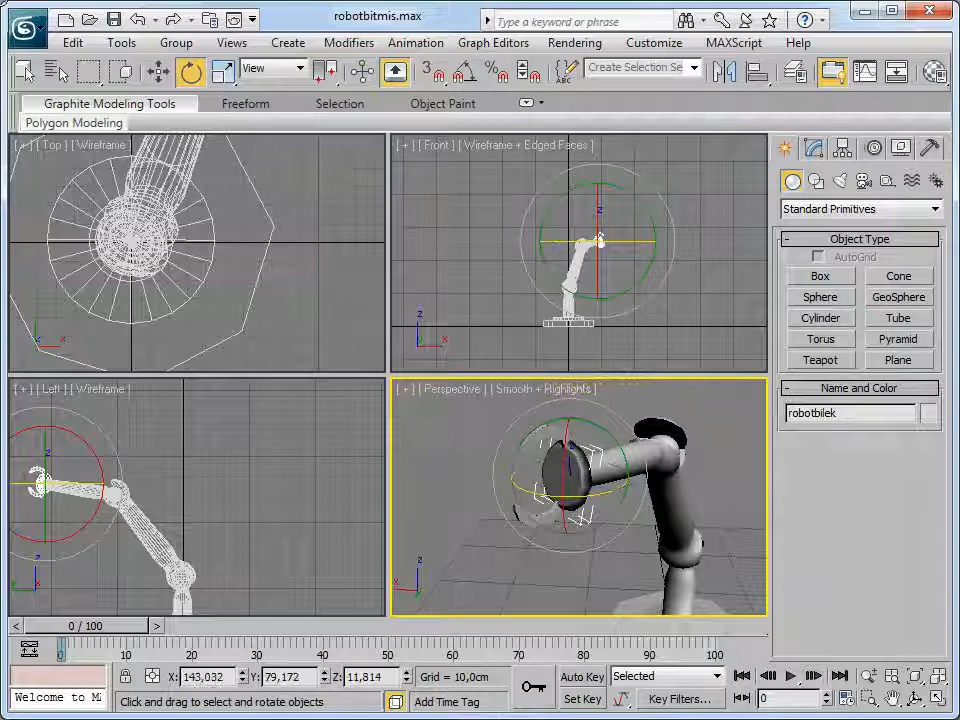 robotbitmis.max
Type a keyword or phrase
Edit Tools Group Views Create Modifiers Animation Graph Editors Rendering Customize MAXScript Help
View
3
ABC
Create Selection Se
Graphite Modeling Tools Freeform Selection Object Paint
Polygon Modeling
[ + ] [ Top ] [ Wireframe ]
[ + ] [ Front ] [ Wireframe + Edged Faces ]
Standard Primitives
- Object Type
AutoGrid
Box Cone
Sphere GeoSphere
Cylinder Tube
Torus Pyramid
Teapot Plane
z
z x
z x
[ + ] [ Left ] [ Wireframe ]
[ + ] [ Perspective ] [ Smooth + Highlights ]
- Name and Color
robotbilek
z
z
z
y x
x
< 0 / 100 >
0 10 20 30 40 50 60 70 80 90 100
X: 143,032 Y: 79,172 Z: 11,814 Grid = 10,0cm Auto Key Selected
Welcome to MA
Click and drag to select and rotate objects Add Time Tag Set Key Key Filters... 0